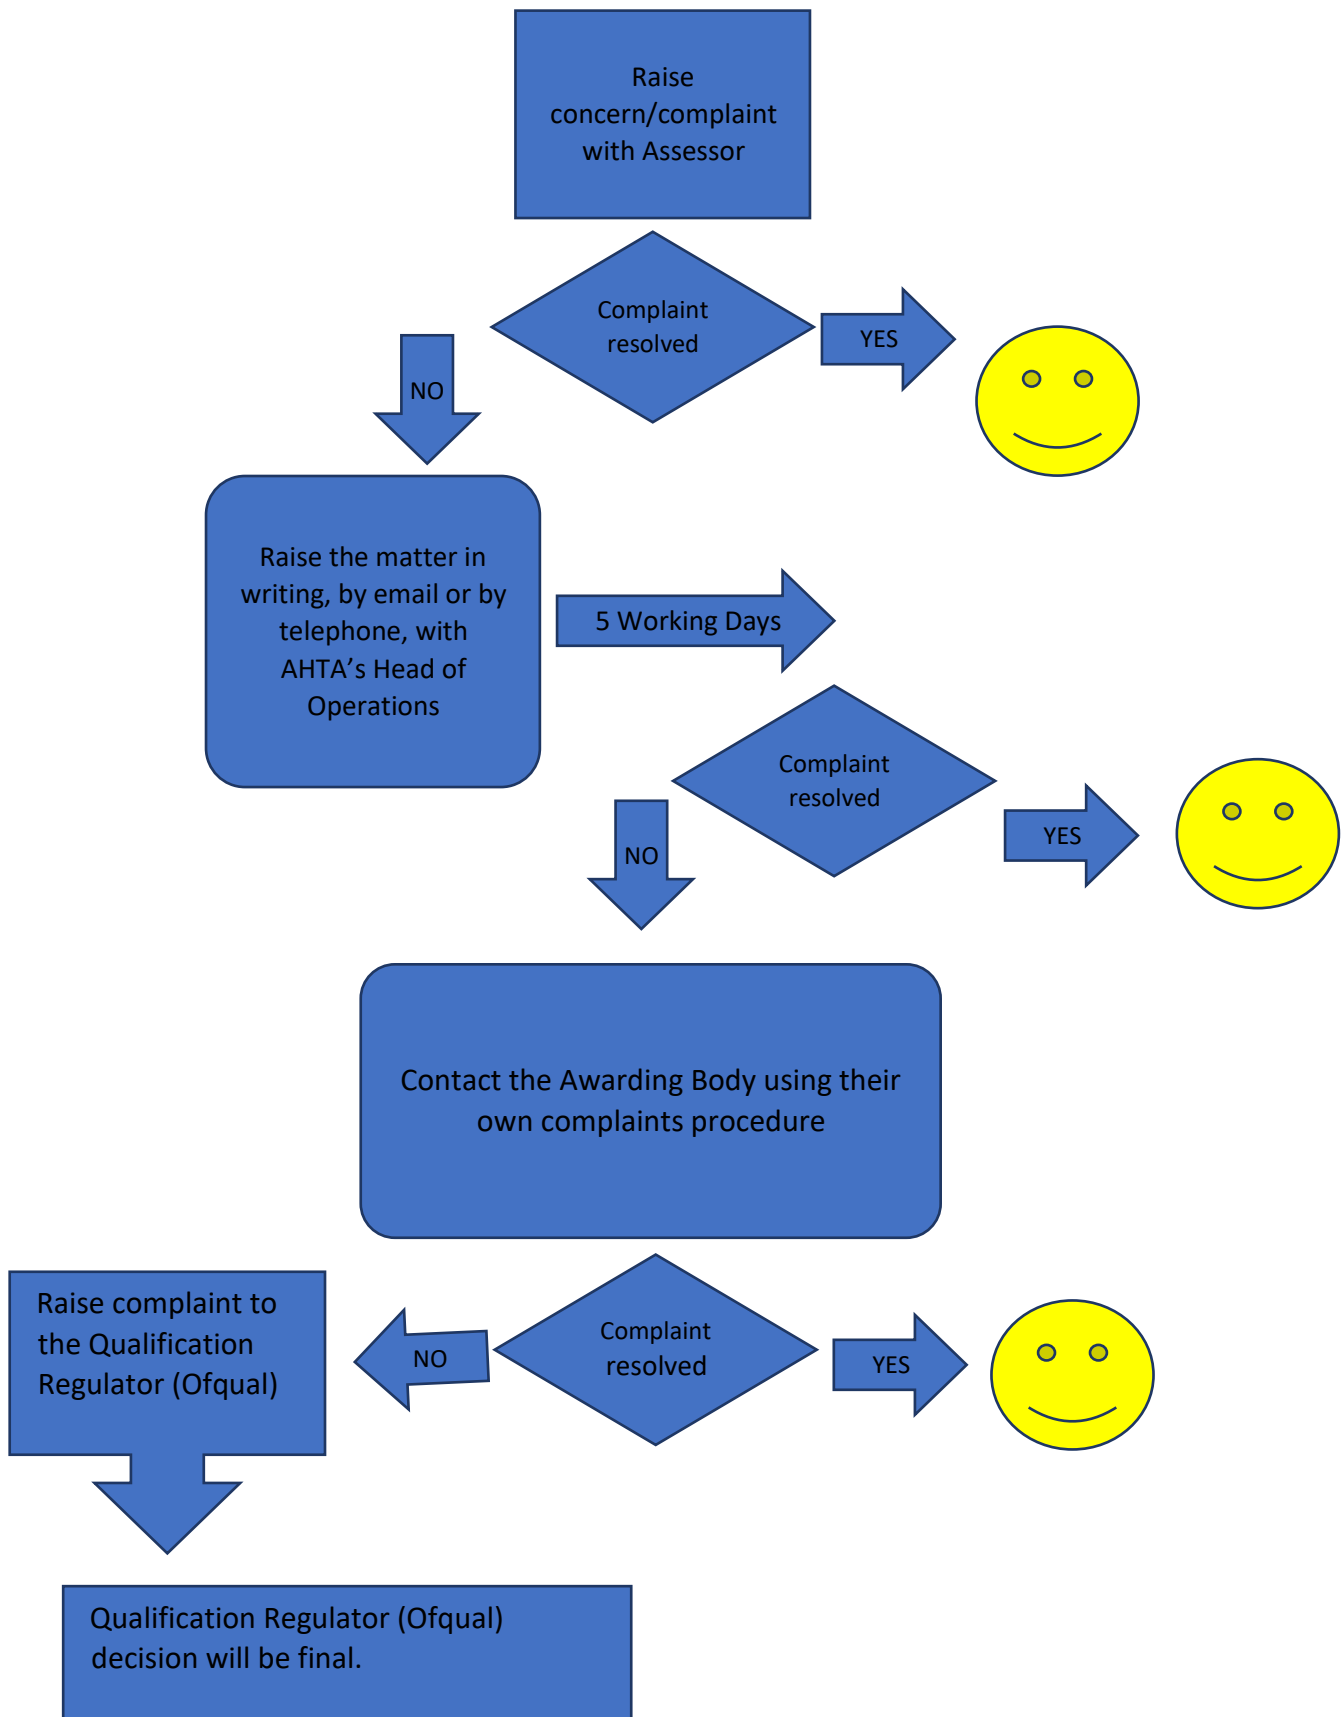 Raise
concern/complaint
with Assessor
Complaint
resolved
YES
NO
Raise the matter in
writing, by email or by
telephone, with
AHTA’s Head of
Operations
5 Working Days
Complaint
resolved
NO
YES
Contact the Awarding Body using their
own complaints procedure
Raise complaint to
the Qualification
Regulator (Ofqual)
NO
Complaint
resolved
YES
Qualification Regulator (Ofqual)
decision will be final.